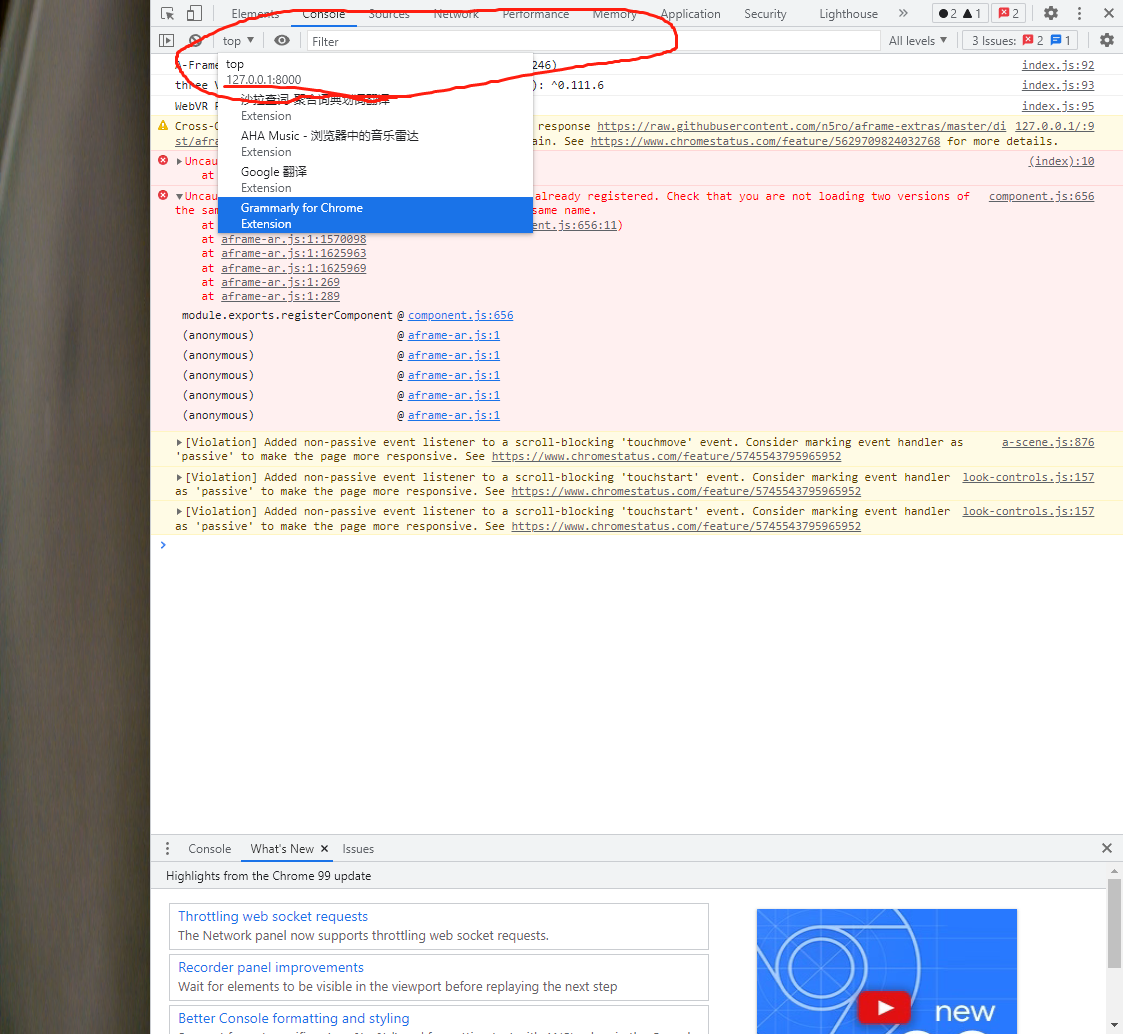 Elements Console Sources Network Performance Memory Application Security Lighthouse » 2 1 2
top Filter All levels 3 Issues: 2 1
top
127.0.0.1:8000
沙拉查词-聚合词典划词翻译
Extension
AHA Music - 浏览器中的音乐雷达
Extension
Google 翻译
Extension
Grammarly for Chrome
Extension
A-Frame 246) index.js:92
three ): ^0.111.6 index.js:93
WebVR index.js:95
Cross-O response https://raw.githubusercontent.com/n5ro/aframe-extras/master/di 127.0.0.1/:9
st/afra ain. See https://www.chromestatus.com/feature/5629709824032768 for more details.
Uncau (index):10
at
Uncau already registered. Check that you are not loading two versions of component.js:656
the sam same name.
at ent.js:656:11)
at aframe-ar.js:1:1570098
at aframe-ar.js:1:1625963
at aframe-ar.js:1:1625969
at aframe-ar.js:1:269
at aframe-ar.js:1:289
module.exports.registerComponent @ component.js:656
(anonymous) @ aframe-ar.js:1
(anonymous) @ aframe-ar.js:1
(anonymous) @ aframe-ar.js:1
(anonymous) @ aframe-ar.js:1
(anonymous) @ aframe-ar.js:1
[Violation] Added non-passive event listener to a scroll-blocking 'touchmove' event. Consider marking event handler as a-scene.js:876
'passive' to make the page more responsive. See https://www.chromestatus.com/feature/5745543795965952
[Violation] Added non-passive event listener to a scroll-blocking 'touchstart' event. Consider marking event handler look-controls.js:157
as 'passive' to make the page more responsive. See https://www.chromestatus.com/feature/5745543795965952
[Violation] Added non-passive event listener to a scroll-blocking 'touchstart' event. Consider marking event handler look-controls.js:157
as 'passive' to make the page more responsive. See https://www.chromestatus.com/feature/5745543795965952
Console What's New Issues
Highlights from the Chrome 99 update
Throttling web socket requests
The Network panel now supports throttling web socket requests.
Recorder panel improvements
Wait for elements to be visible in the viewport before replaying the next step
Better Console formatting and styling
new